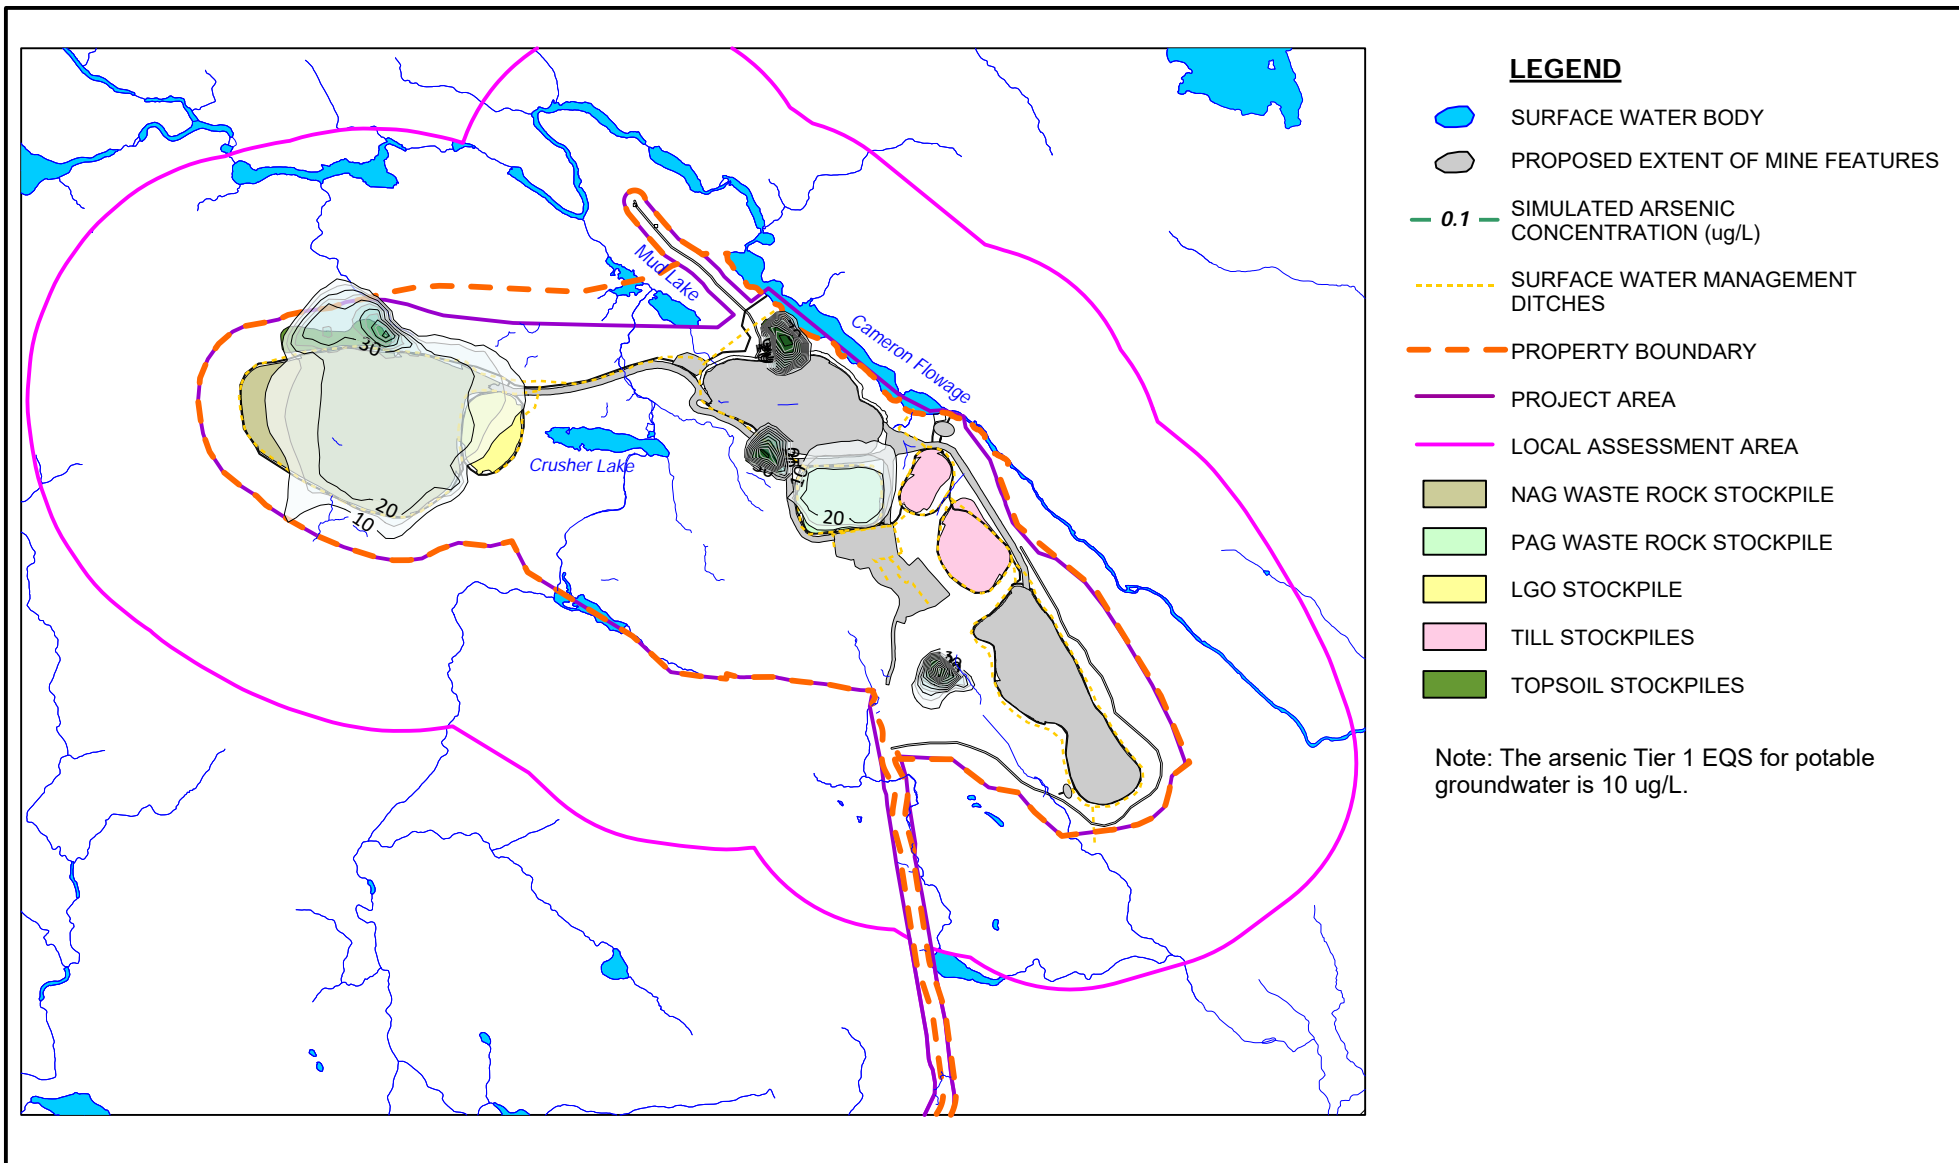 LEGEND
SURFACE WATER BODY
PROPOSED EXTENT OF MINE FEATURES
0.1
SIMULATED ARSENIC
CONCENTRATION (ug/L)
SURFACE WATER MANAGEMENT
DITCHES
PROPERTY BOUNDARY
PROJECT AREA
LOCAL ASSESSMENT AREA
NAG WASTE ROCK STOCKPILE
PAG WASTE ROCK STOCKPILE
LGO STOCKPILE
TILL STOCKPILES
TOPSOIL STOCKPILES
Note: The arsenic Tier 1 EQS for potable
groundwater is 10 ug/L.
Mud Lake
Cameron Flowage
Crusher Lake
30
20
10
10
20